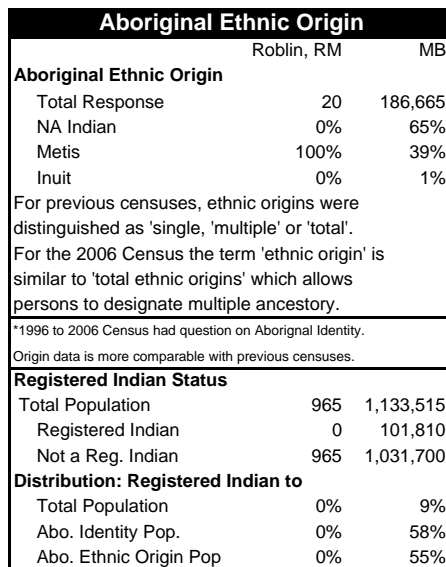 Aboriginal Ethnic Origin
Roblin, RM MB
Aboriginal Ethnic Origin
Total Response 20 186,665
NA Indian 0% 65%
Metis 100% 39%
Inuit 0% 1%
For previous censuses, ethnic origins were
distinguished as 'single, 'multiple' or 'total'.
For the 2006 Census the term 'ethnic origin' is
similar to 'total ethnic origins' which allows
persons to designate multiple ancestory.
*1996 to 2006 Census had question on Aborignal Identity.
Origin data is more comparable with previous censuses.
Registered Indian Status
Total Population 965 1,133,515
Registered Indian 0 101,810
Not a Reg. Indian 965 1,031,700
Distribution: Registered Indian to
Total Population 0% 9%
Abo. Identity Pop. 0% 58%
Abo. Ethnic Origin Pop 0% 55%